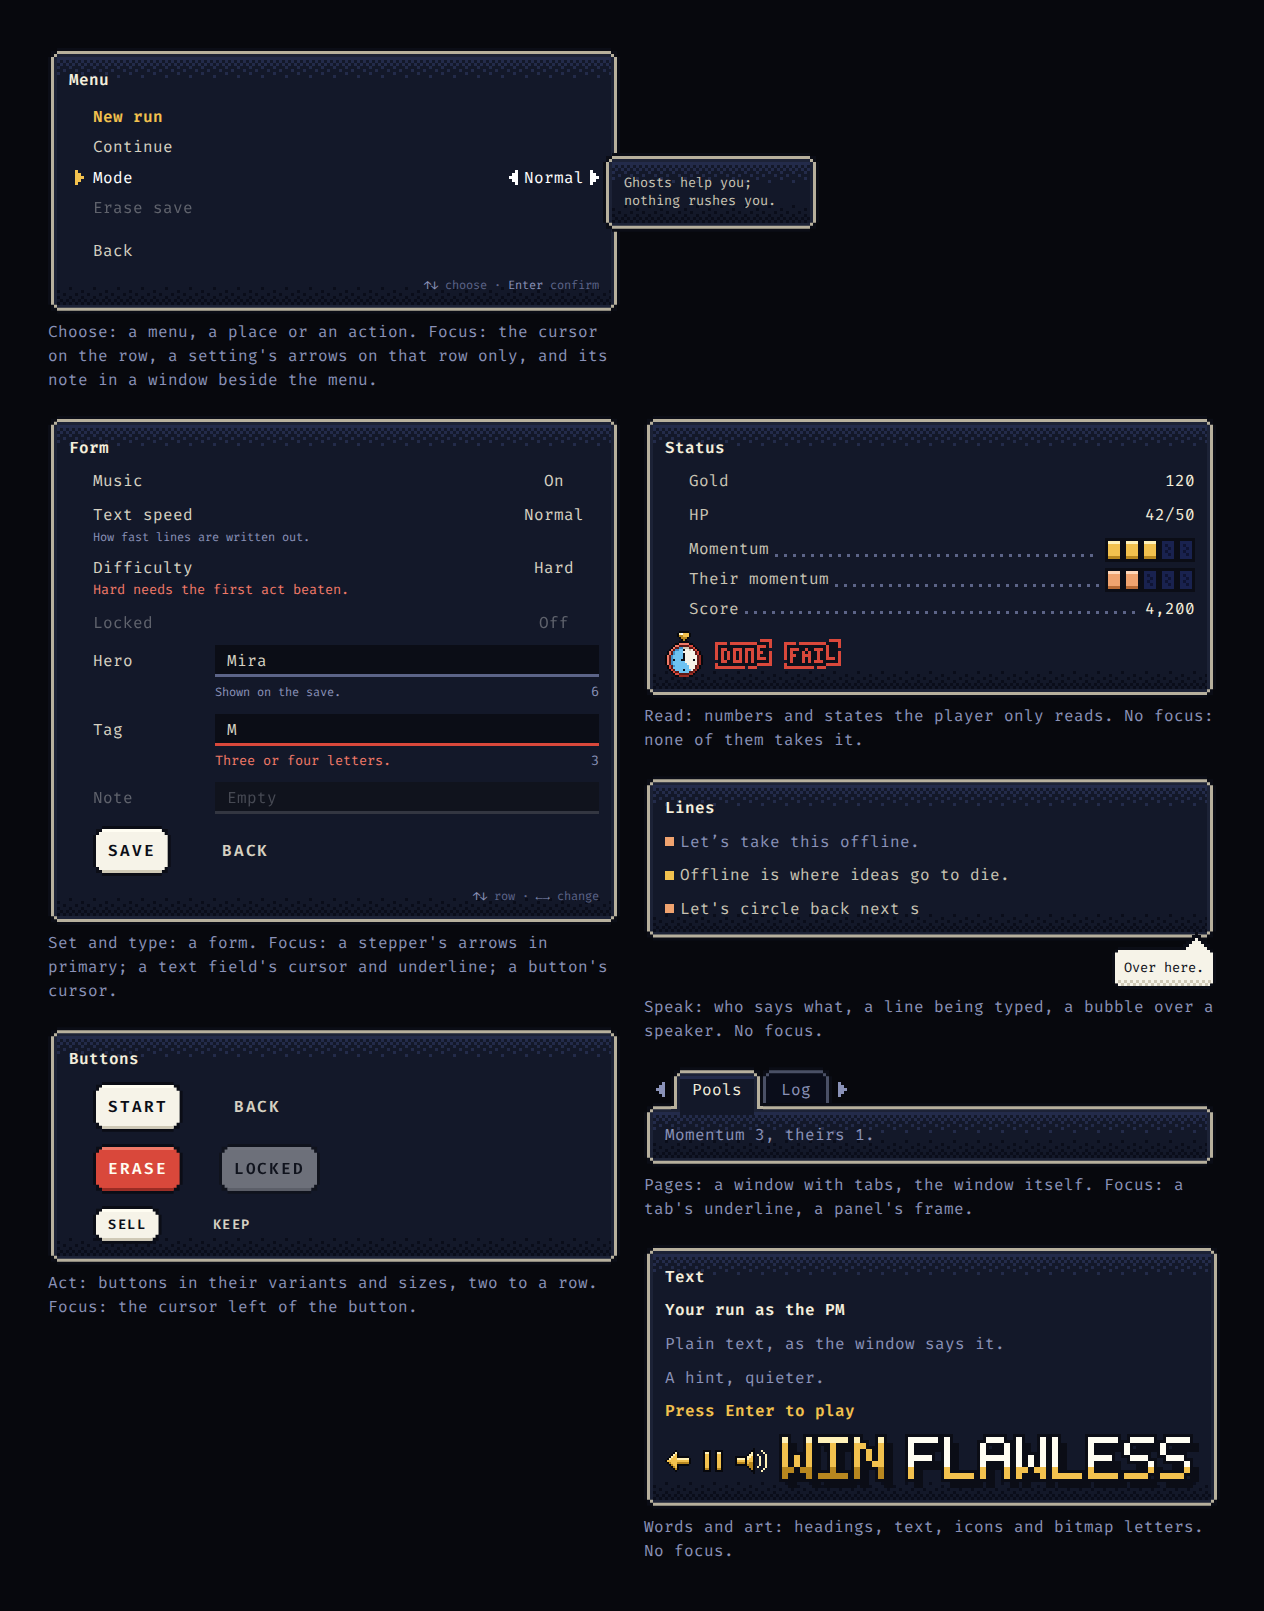 Menu
New run
Continue
Mode Normal
Ghosts help you;
nothing rushes you.
Erase save
Back
↑↓ choose · Enter confirm
Choose: a menu, a place or an action. Focus: the cursor
on the row, a setting's arrows on that row only, and its
note in a window beside the menu.
Form
Music On
Text speed Normal
How fast lines are written out.
Difficulty Hard
Hard needs the first act beaten.
Locked Off
Hero Mira
Shown on the save. 6
Tag M
Three or four letters. 3
Note Empty
SAVE BACK
↑↓ row · ←→ change
Set and type: a form. Focus: a stepper's arrows in
primary; a text field's cursor and underline; a button's
cursor.
Buttons
START BACK
ERASE LOCKED
SELL KEEP
Act: buttons in their variants and sizes, two to a row.
Focus: the cursor left of the button.
Status
Gold 120
HP 42/50
Momentum
Their momentum
Score 4,200
DONE FAIL
Read: numbers and states the player only reads. No focus:
none of them takes it.
Lines
Let’s take this offline.
Offline is where ideas go to die.
Let's circle back next s
Over here.
Speak: who says what, a line being typed, a bubble over a
speaker. No focus.
Pools Log
Momentum 3, theirs 1.
Pages: a window with tabs, the window itself. Focus: a
tab's underline, a panel's frame.
Text
Your run as the PM
Plain text, as the window says it.
A hint, quieter.
Press Enter to play
WIN FLAWLESS
Words and art: headings, text, icons and bitmap letters.
No focus.